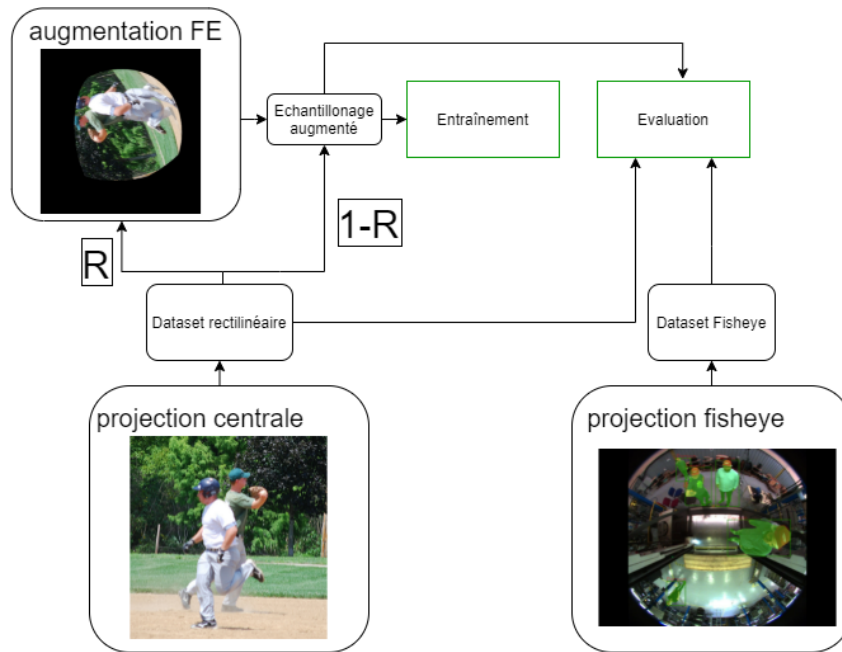 augmentation FE
Echantillonage
augmenté
Entraînement
Evaluation
R
1-R
Dataset rectilinéaire
Dataset Fisheye
projection centrale
projection fisheye